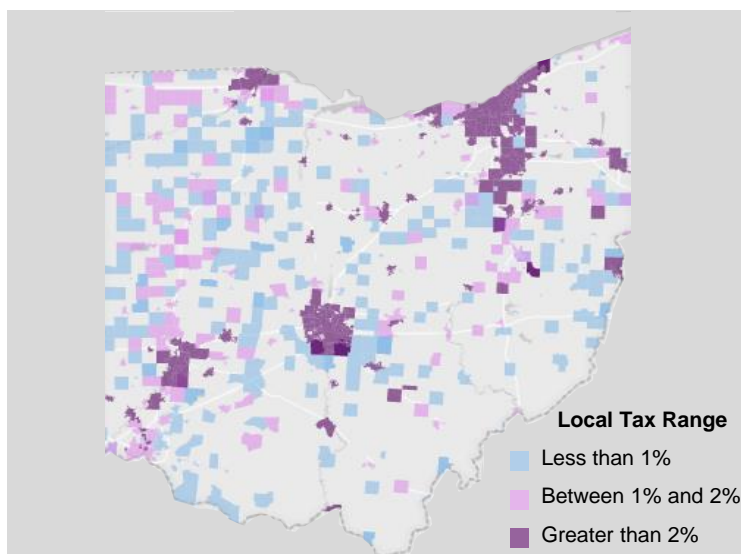 Local Tax Range
Less than 1%
Between 1% and 2%
Greater than 2%